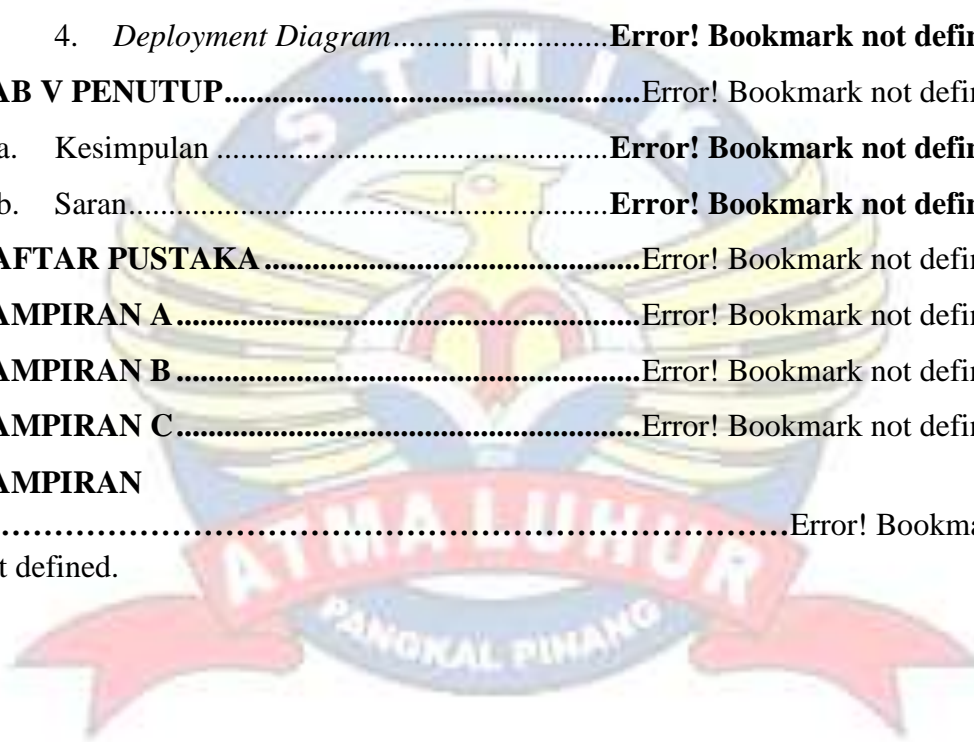 4. Deployment Diagram............................Error! Bookmark not defin
AB V PENUTUP......................................................Error! Bookmark not defin
a. Kesimpulan ...................................................Error! Bookmark not defin
b. Saran..............................................................Error! Bookmark not defin
AFTAR PUSTAKA .................................................Error! Bookmark not defin
AMPIRAN A ............................................................Error! Bookmark not defin
AMPIRAN B ............................................................Error! Bookmark not defin
AMPIRAN C............................................................Error! Bookmark not defin
AMPIRAN
……………………………………………………………………Error! Bookma
t defined.
STMIK
ATMA LUHUR
PANGKAL PINANG